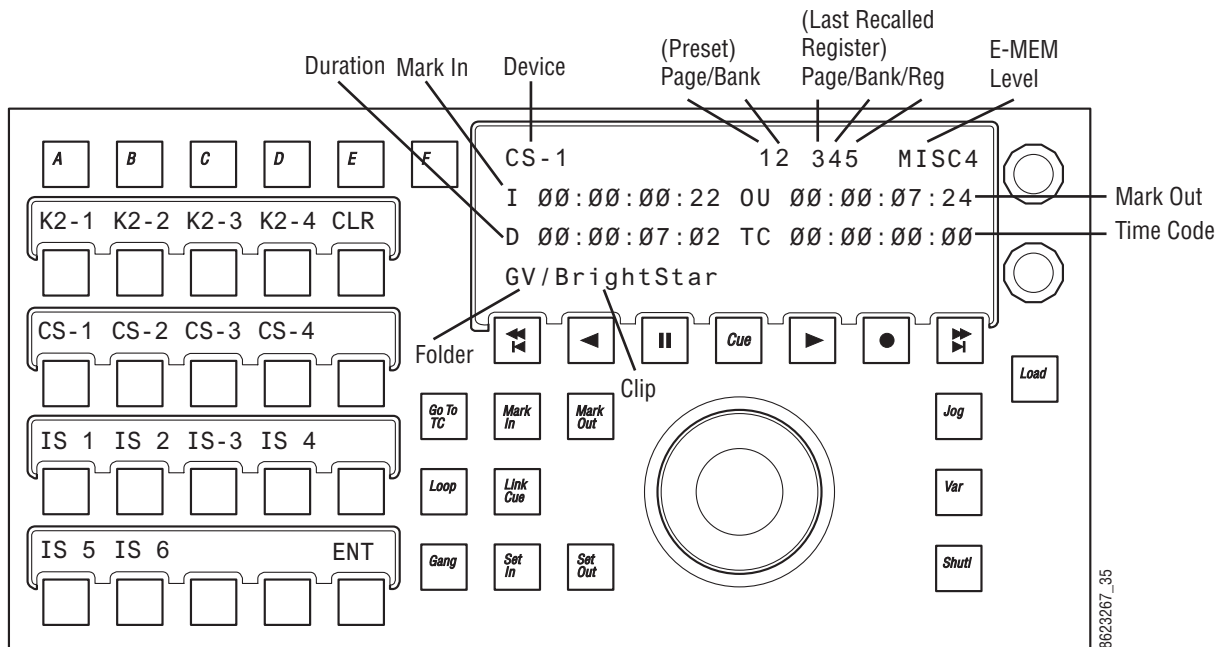 (Last Recalled
Register)
Page/Bank/Reg
(Preset)
Page/Bank
E-MEM
Level
Duration Mark In Device
A B C D E F
CS-1 12 345 MISC4
I ØØ:ØØ:ØØ:22 OU ØØ:ØØ:Ø7:24
Mark Out
D ØØ:ØØ:Ø7:Ø2 TC ØØ:ØØ:ØØ:ØØ
Time Code
GV/BrightStar
K2-1 K2-2 K2-3 K2-4 CLR
CS-1 CS-2 CS-3 CS-4
IS 1 IS 2 IS-3 IS 4
IS 5 IS 6 ENT
Folder
Clip
Cue
Load
Go To
TC
Mark
In
Mark
Out
Jog
Loop
Link
Cue
Var
Gang
Set
In
Set
Out
Shutl
8623267_35